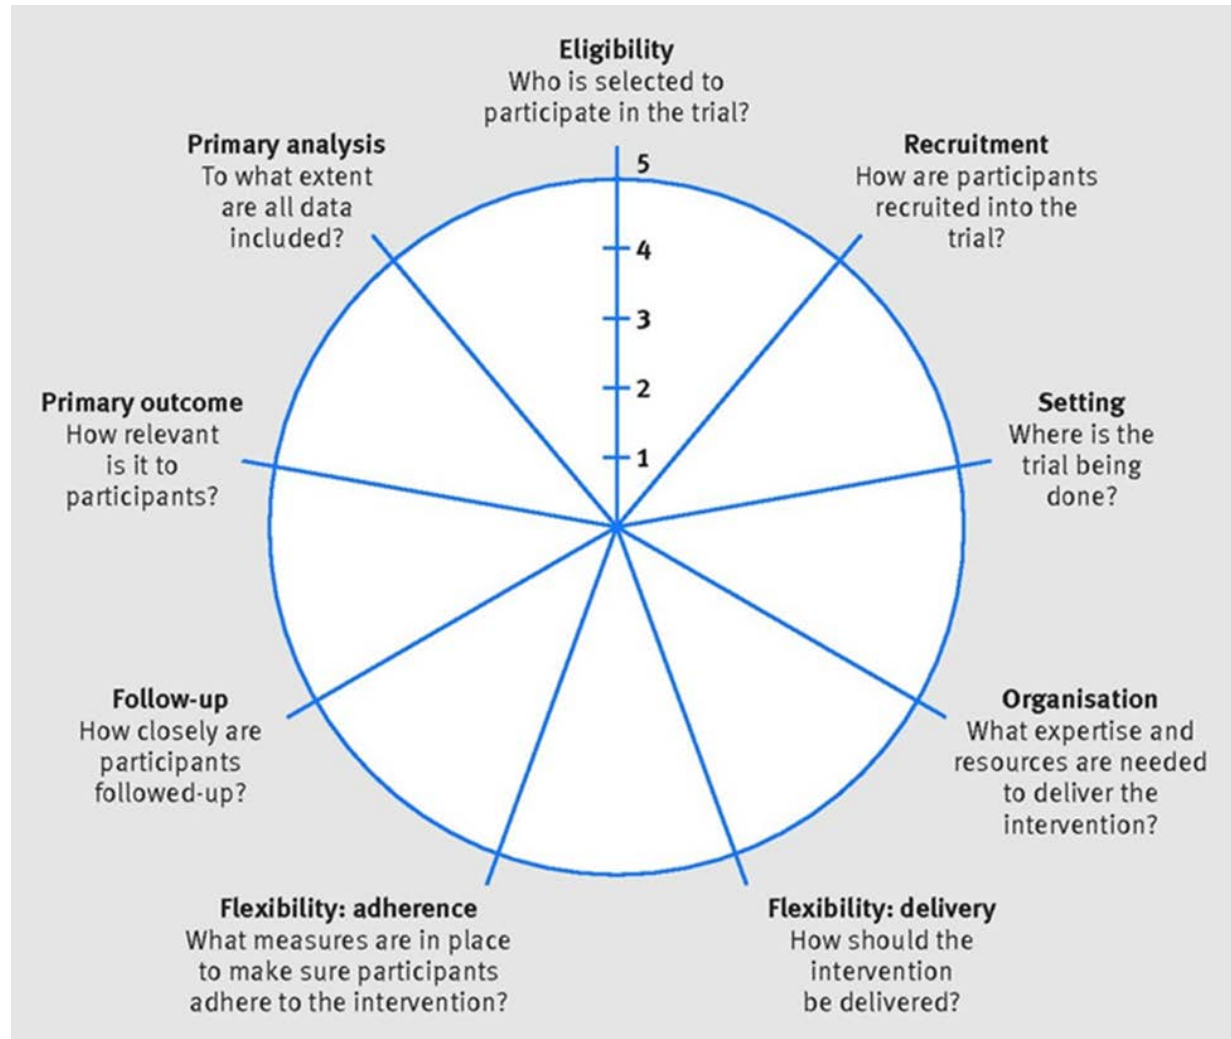 Eligibility
Who is selected to
participate in the trial?
Recruitment
How are participants
recruited into the
trial?
Setting
Where is the
trial being
done?
Organisation
What expertise and
resources are needed
to deliver the
intervention?
Flexibility: delivery
How should the
intervention
be delivered?
Flexibility: adherence
What measures are in place
to make sure participants
adhere to the intervention?
Follow-up
How closely are
participants
followed-up?
Primary outcome
How relevant
is it to
participants?
Primary analysis
To what extent
are all data
included?
5
4
3
2
1